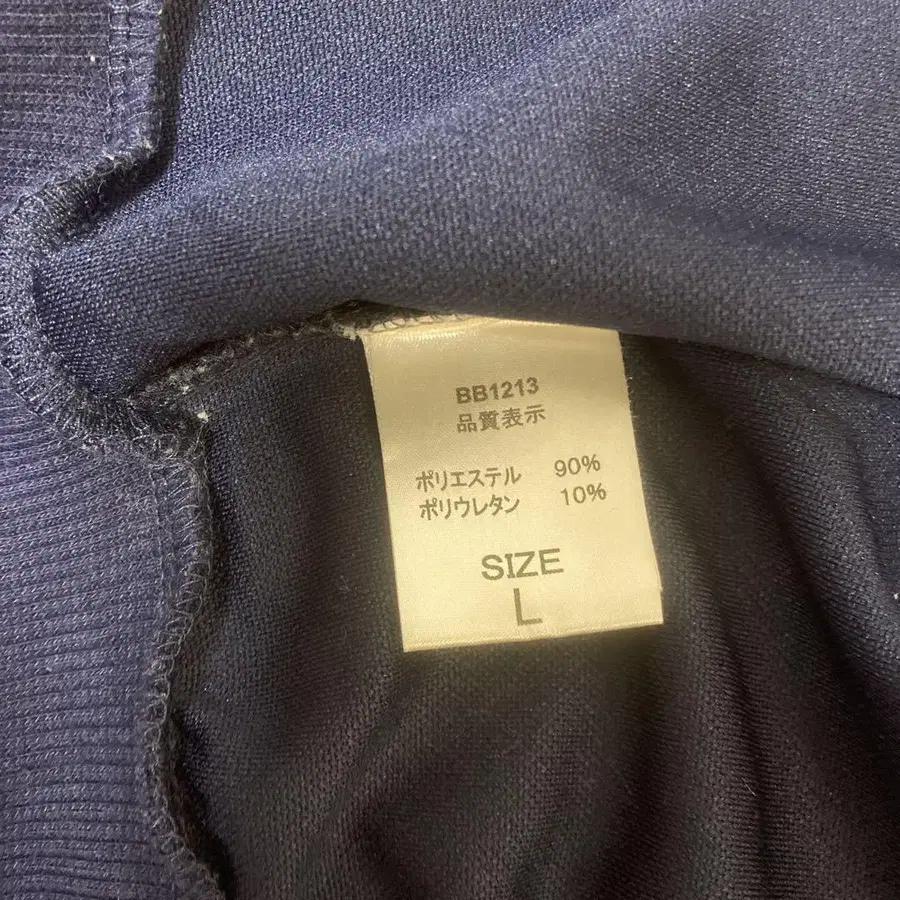 BB1213
品質表示
ポリエステル 90%
ポリウレタン 10%
SIZE
L